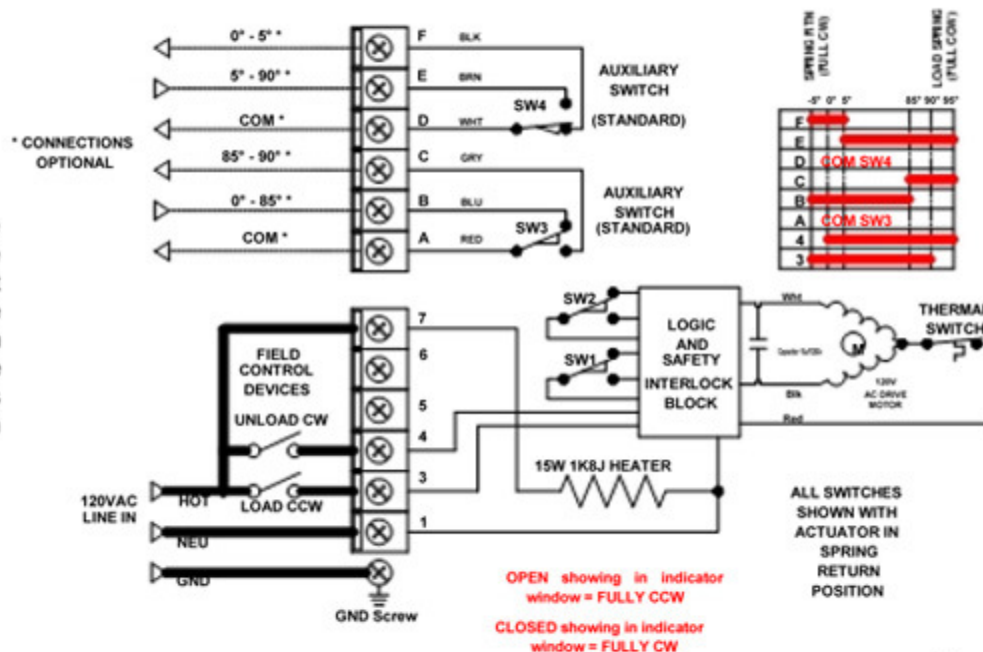 0° - 5° *
F
BLK
5° - 90° *
E
BRN
COM *
D
WHT
SW4
AUXILIARY
SWITCH
(STANDARD)
* CONNECTIONS
OPTIONAL
85° - 90° *
C
GRY
0° - 85° *
B
BLU
COM *
A
RED
SW3
AUXILIARY
SWITCH
(STANDARD)
SPRING RTN
(FULL CW)
LOAD SPRING
(FULL CCW)
-5° 0° 5° 85° 90° 95°
F
E
D COM SW4
C
B
A COM SW3
4
3
7
6
5
4
3
1
FIELD
CONTROL
DEVICES
UNLOAD CW
LOAD CCW
120VAC
LINE IN
HOT
NEU
GND
GND Screw
SW2
SW1
LOGIC
AND
SAFETY
INTERLOCK
BLOCK
15W 1K8J HEATER
Wht
Blk
Red
M
120V
AC DRIVE
MOTOR
THERMAL
SWITCH
ALL SWITCHES
SHOWN WITH
ACTUATOR IN
SPRING
RETURN
POSITION
OPEN showing in indicator
window = FULLY CCW
CLOSED showing in indicator
window = FULLY CW